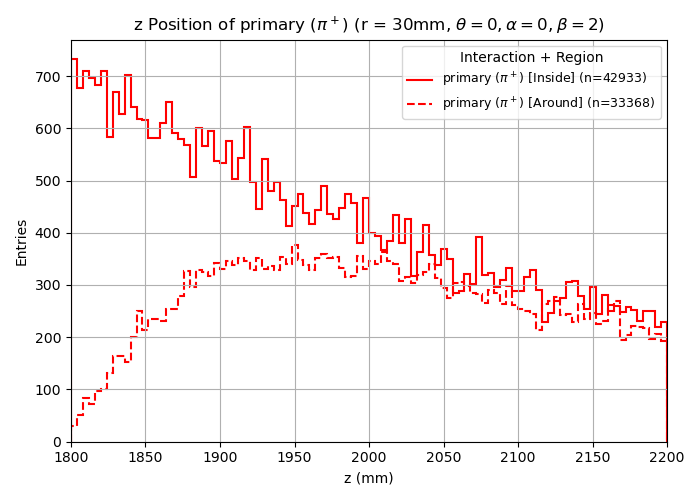 z Position of primary (π⁺) (r = 30mm, θ = 0, α = 0, β = 2)
Interaction + Region
primary (π⁺) [Inside] (n=42933)
primary (π⁺) [Around] (n=33368)
Entries
700
600
500
400
300
200
100
0
1800 1850 1900 1950 2000 2050 2100 2150 2200
z (mm)